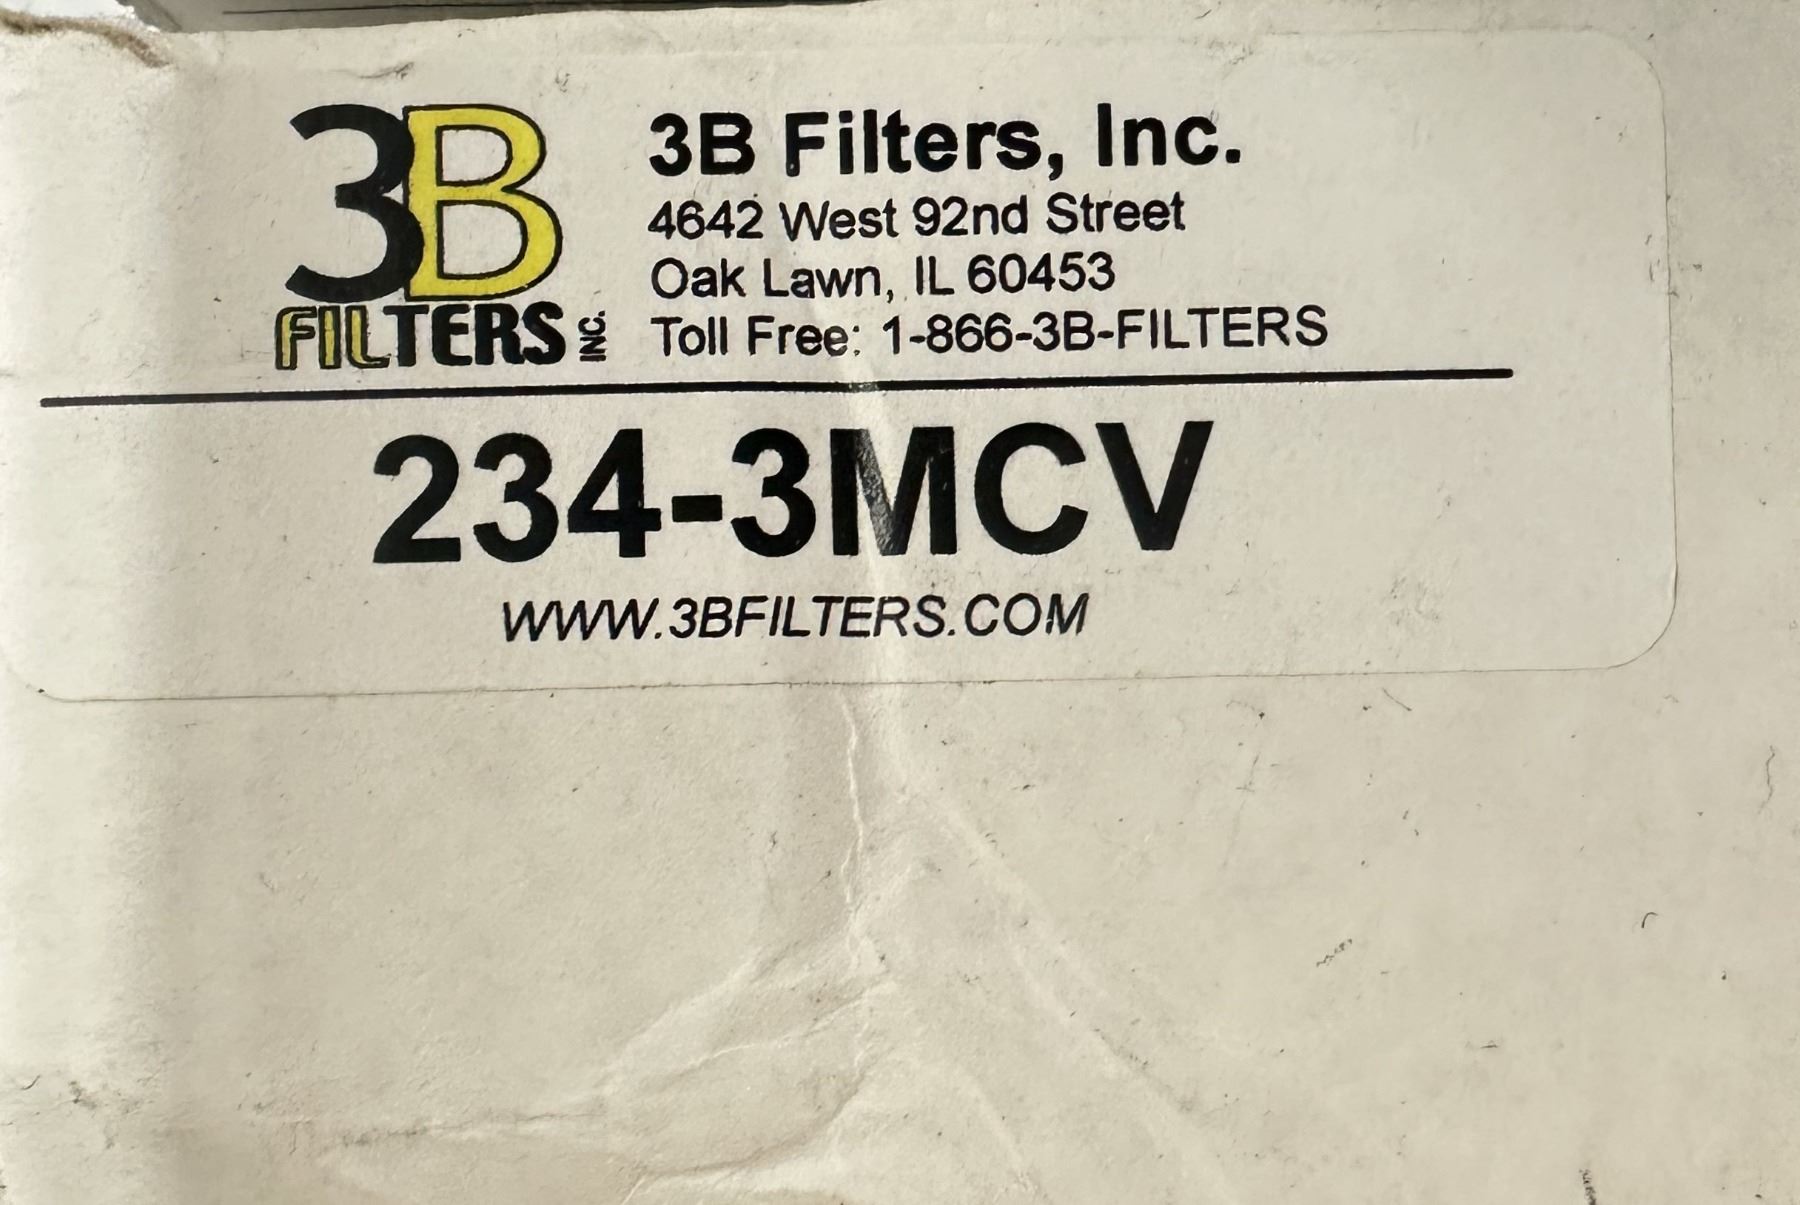 3B
FILTERS INC.
3B Filters, Inc.
4642 West 92nd Street
Oak Lawn, IL 60453
Toll Free: 1-866-3B-FILTERS
234-3MCV
WWW.3BFILTERS.COM